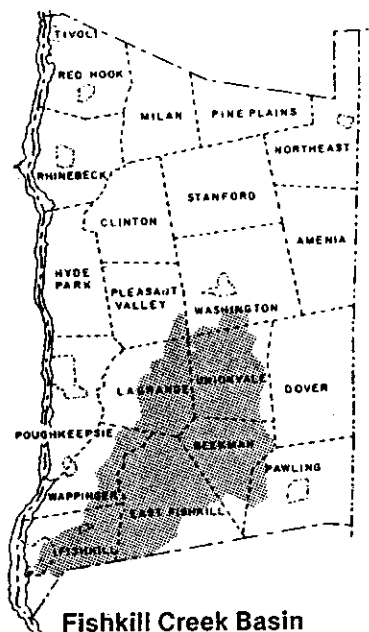 TIVOLI
RED HOOK
MILAN
PINE PLAINS
NORTHEAST
RHINEBECK
STANFORD
CLINTON
AMENIA
HYDE
PARK
PLEASANT
VALLEY
WASHINGTON
LAGRANGE
UNIONVALE
DOVER
POUGHKEEPSIE
BEEKMAN
PAWLING
WAPPINGER
EAST FISHKILL
FISHKILL
Fishkill Creek Basin